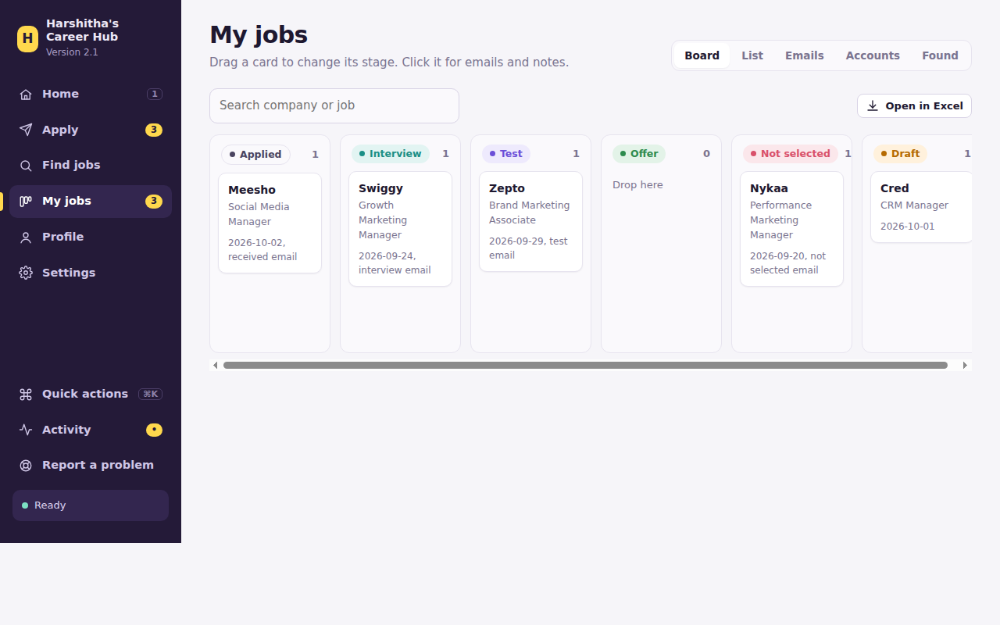 H
Harshitha's
Career Hub
Version 2.1
Home 1
Apply 3
Find jobs
My jobs 3
Profile
Settings
Quick actions ⌘K
Activity •
Report a problem
Ready
My jobs
Drag a card to change its stage. Click it for emails and notes.
Board List Emails Accounts Found
Search company or job
Open in Excel
Applied 1
Meesho
Social Media
Manager
2026-10-02,
received email
Interview 1
Swiggy
Growth
Marketing
Manager
2026-09-24,
interview email
Test 1
Zepto
Brand Marketing
Associate
2026-09-29, test
email
Offer 0
Drop here
Not selected 1
Nykaa
Performance
Marketing
Manager
2026-09-20, not
selected email
Draft 1
Cred
CRM Manager
2026-10-01